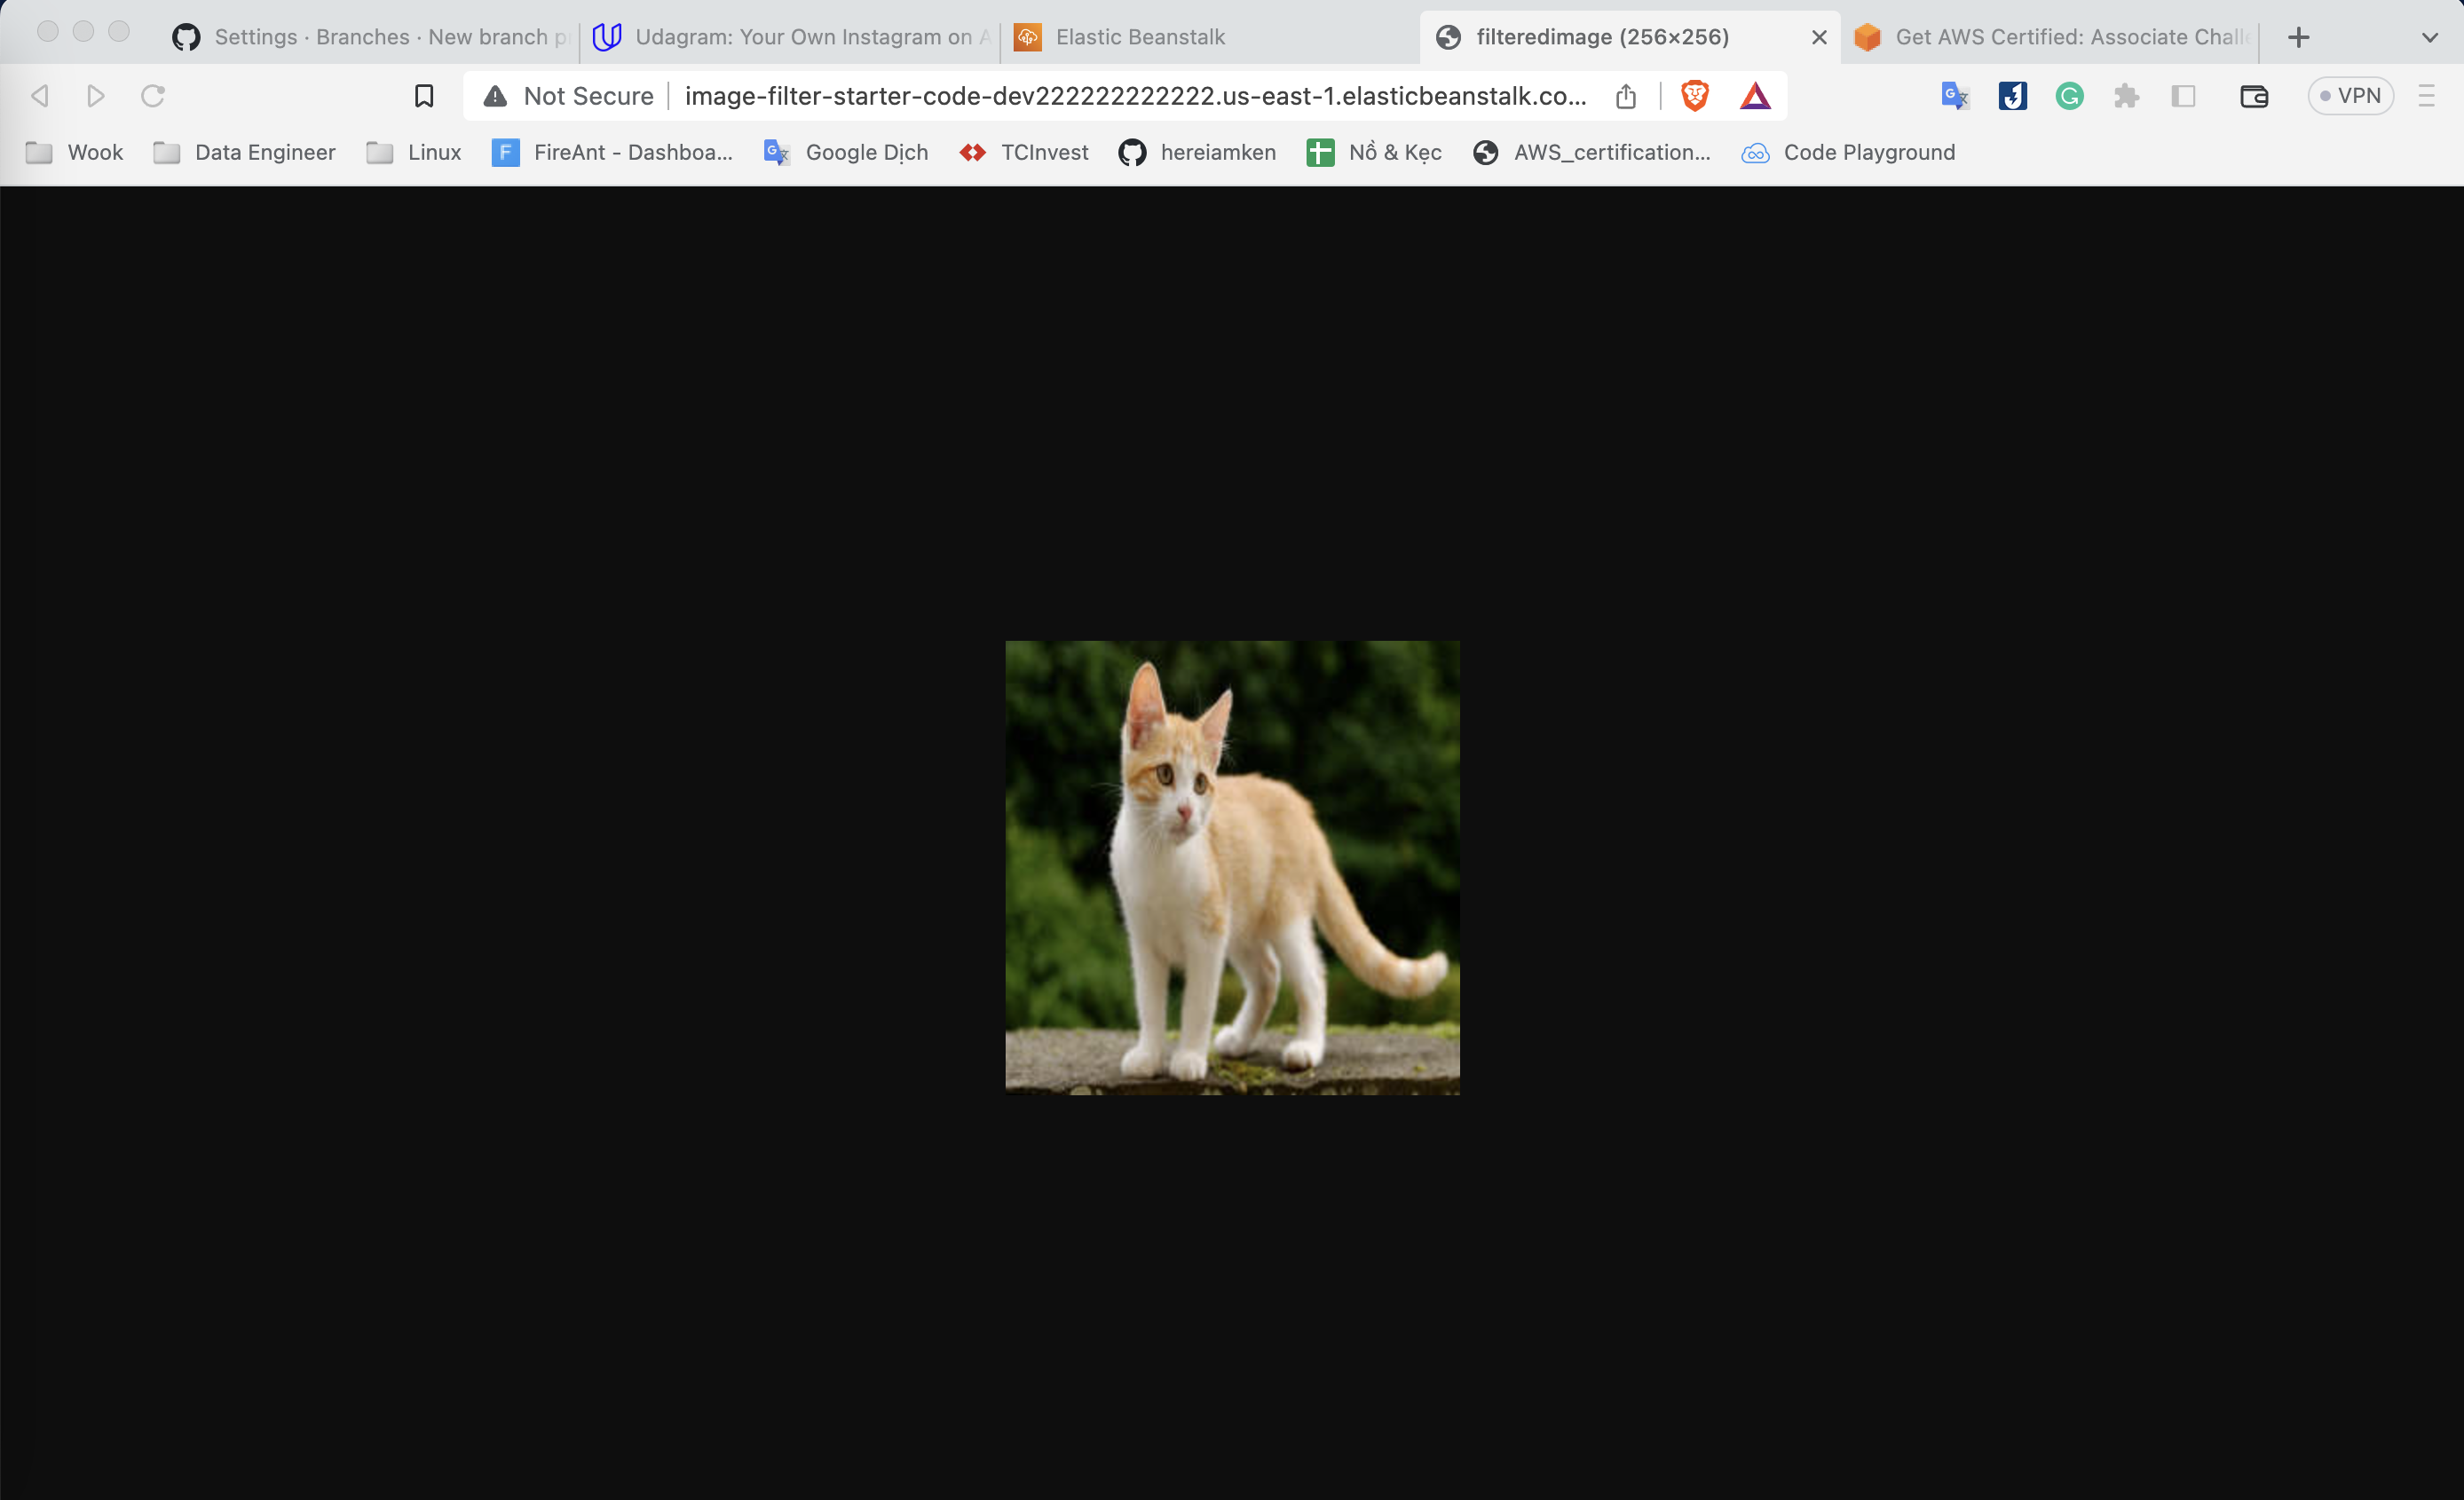 Settings · Branches · New branch p
Udagram: Your Own Instagram on A
Elastic Beanstalk
filteredimage (256×256)
Get AWS Certified: Associate Challe
Not Secure
image-filter-starter-code-dev222222222222.us-east-1.elasticbeanstalk.co...
VPN
Wook
Data Engineer
Linux
F
FireAnt - Dashboa...
Google Dịch
TCInvest
hereiamken
Nồ & Kẹc
AWS_certification...
Code Playground